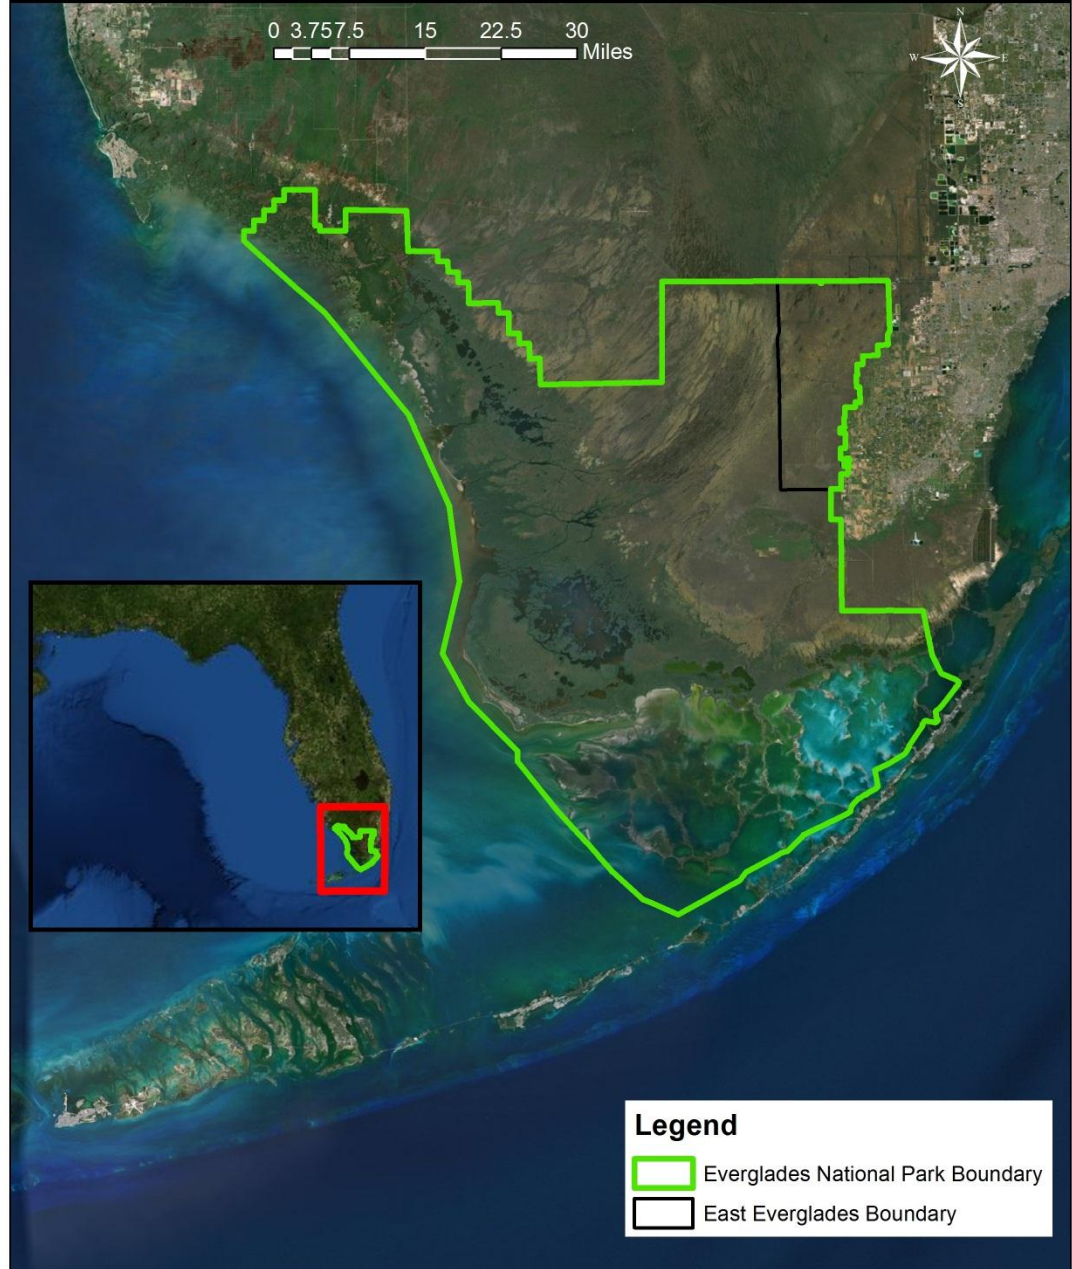 0 3.75 7.5 15 22.5 30
Miles
N
W E
S
Legend
Everglades National Park Boundary
East Everglades Boundary